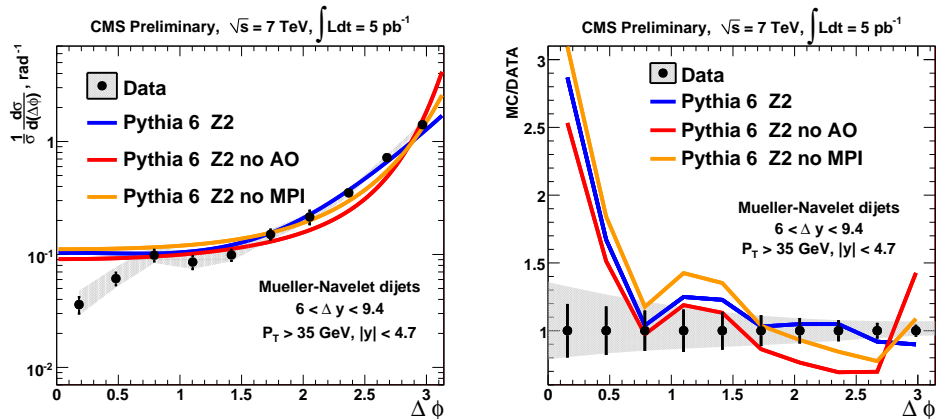 CMS Preliminary, √s = 7 TeV, ∫Ldt = 5 pb⁻¹
1/σ dσ/d(Δϕ), rad⁻¹
Data
Pythia 6 Z2
Pythia 6 Z2 no AO
Pythia 6 Z2 no MPI
1
10⁻¹
10⁻²
Mueller-Navelet dijets
6 < Δ y < 9.4
P_T > 35 GeV, |y| < 4.7
0 0.5 1 1.5 2 2.5 3
Δ ϕ
CMS Preliminary, √s = 7 TeV, ∫Ldt = 5 pb⁻¹
MC/DATA
Data
Pythia 6 Z2
Pythia 6 Z2 no AO
Pythia 6 Z2 no MPI
3
2.5
2
1.5
1
Mueller-Navelet dijets
6 < Δ y < 9.4
P_T > 35 GeV, |y| < 4.7
0 0.5 1 1.5 2 2.5 3
Δ ϕ